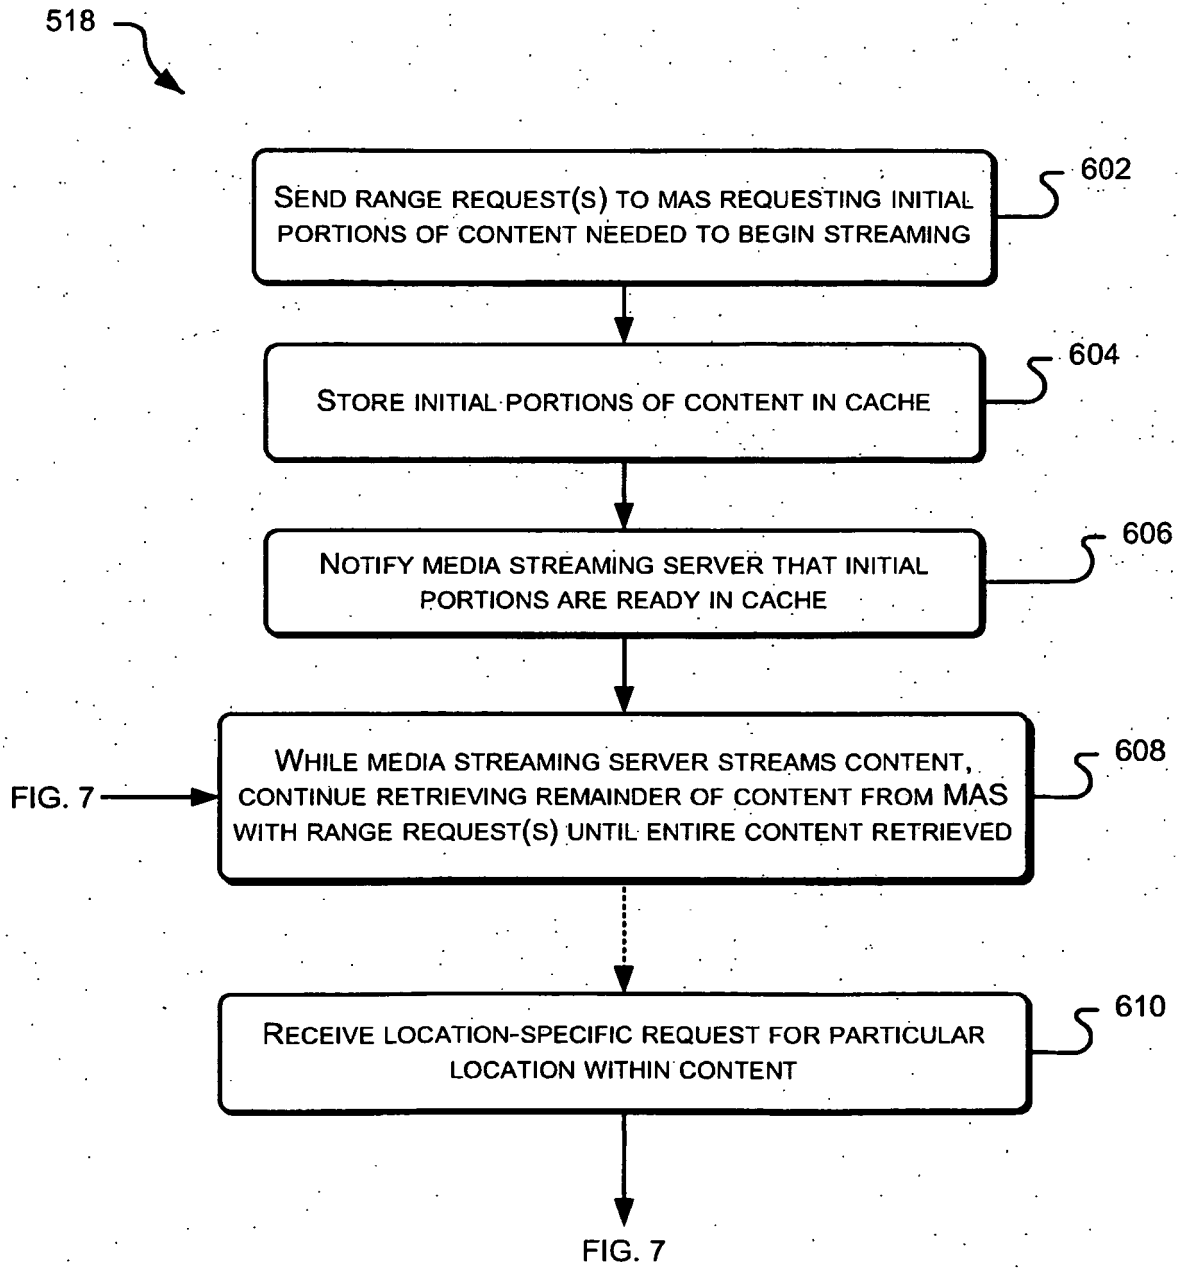 518
602
SEND RANGE REQUEST(S) TO MAS REQUESTING INITIAL
PORTIONS OF CONTENT NEEDED TO BEGIN STREAMING
604
STORE INITIAL PORTIONS OF CONTENT IN CACHE
606
NOTIFY MEDIA STREAMING SERVER THAT INITIAL
PORTIONS ARE READY IN CACHE
608
WHILE MEDIA STREAMING SERVER STREAMS CONTENT,
CONTINUE RETRIEVING REMAINDER OF CONTENT FROM MAS
WITH RANGE REQUEST(S) UNTIL ENTIRE CONTENT RETRIEVED
FIG. 7
610
RECEIVE LOCATION-SPECIFIC REQUEST FOR PARTICULAR
LOCATION WITHIN CONTENT
FIG. 7